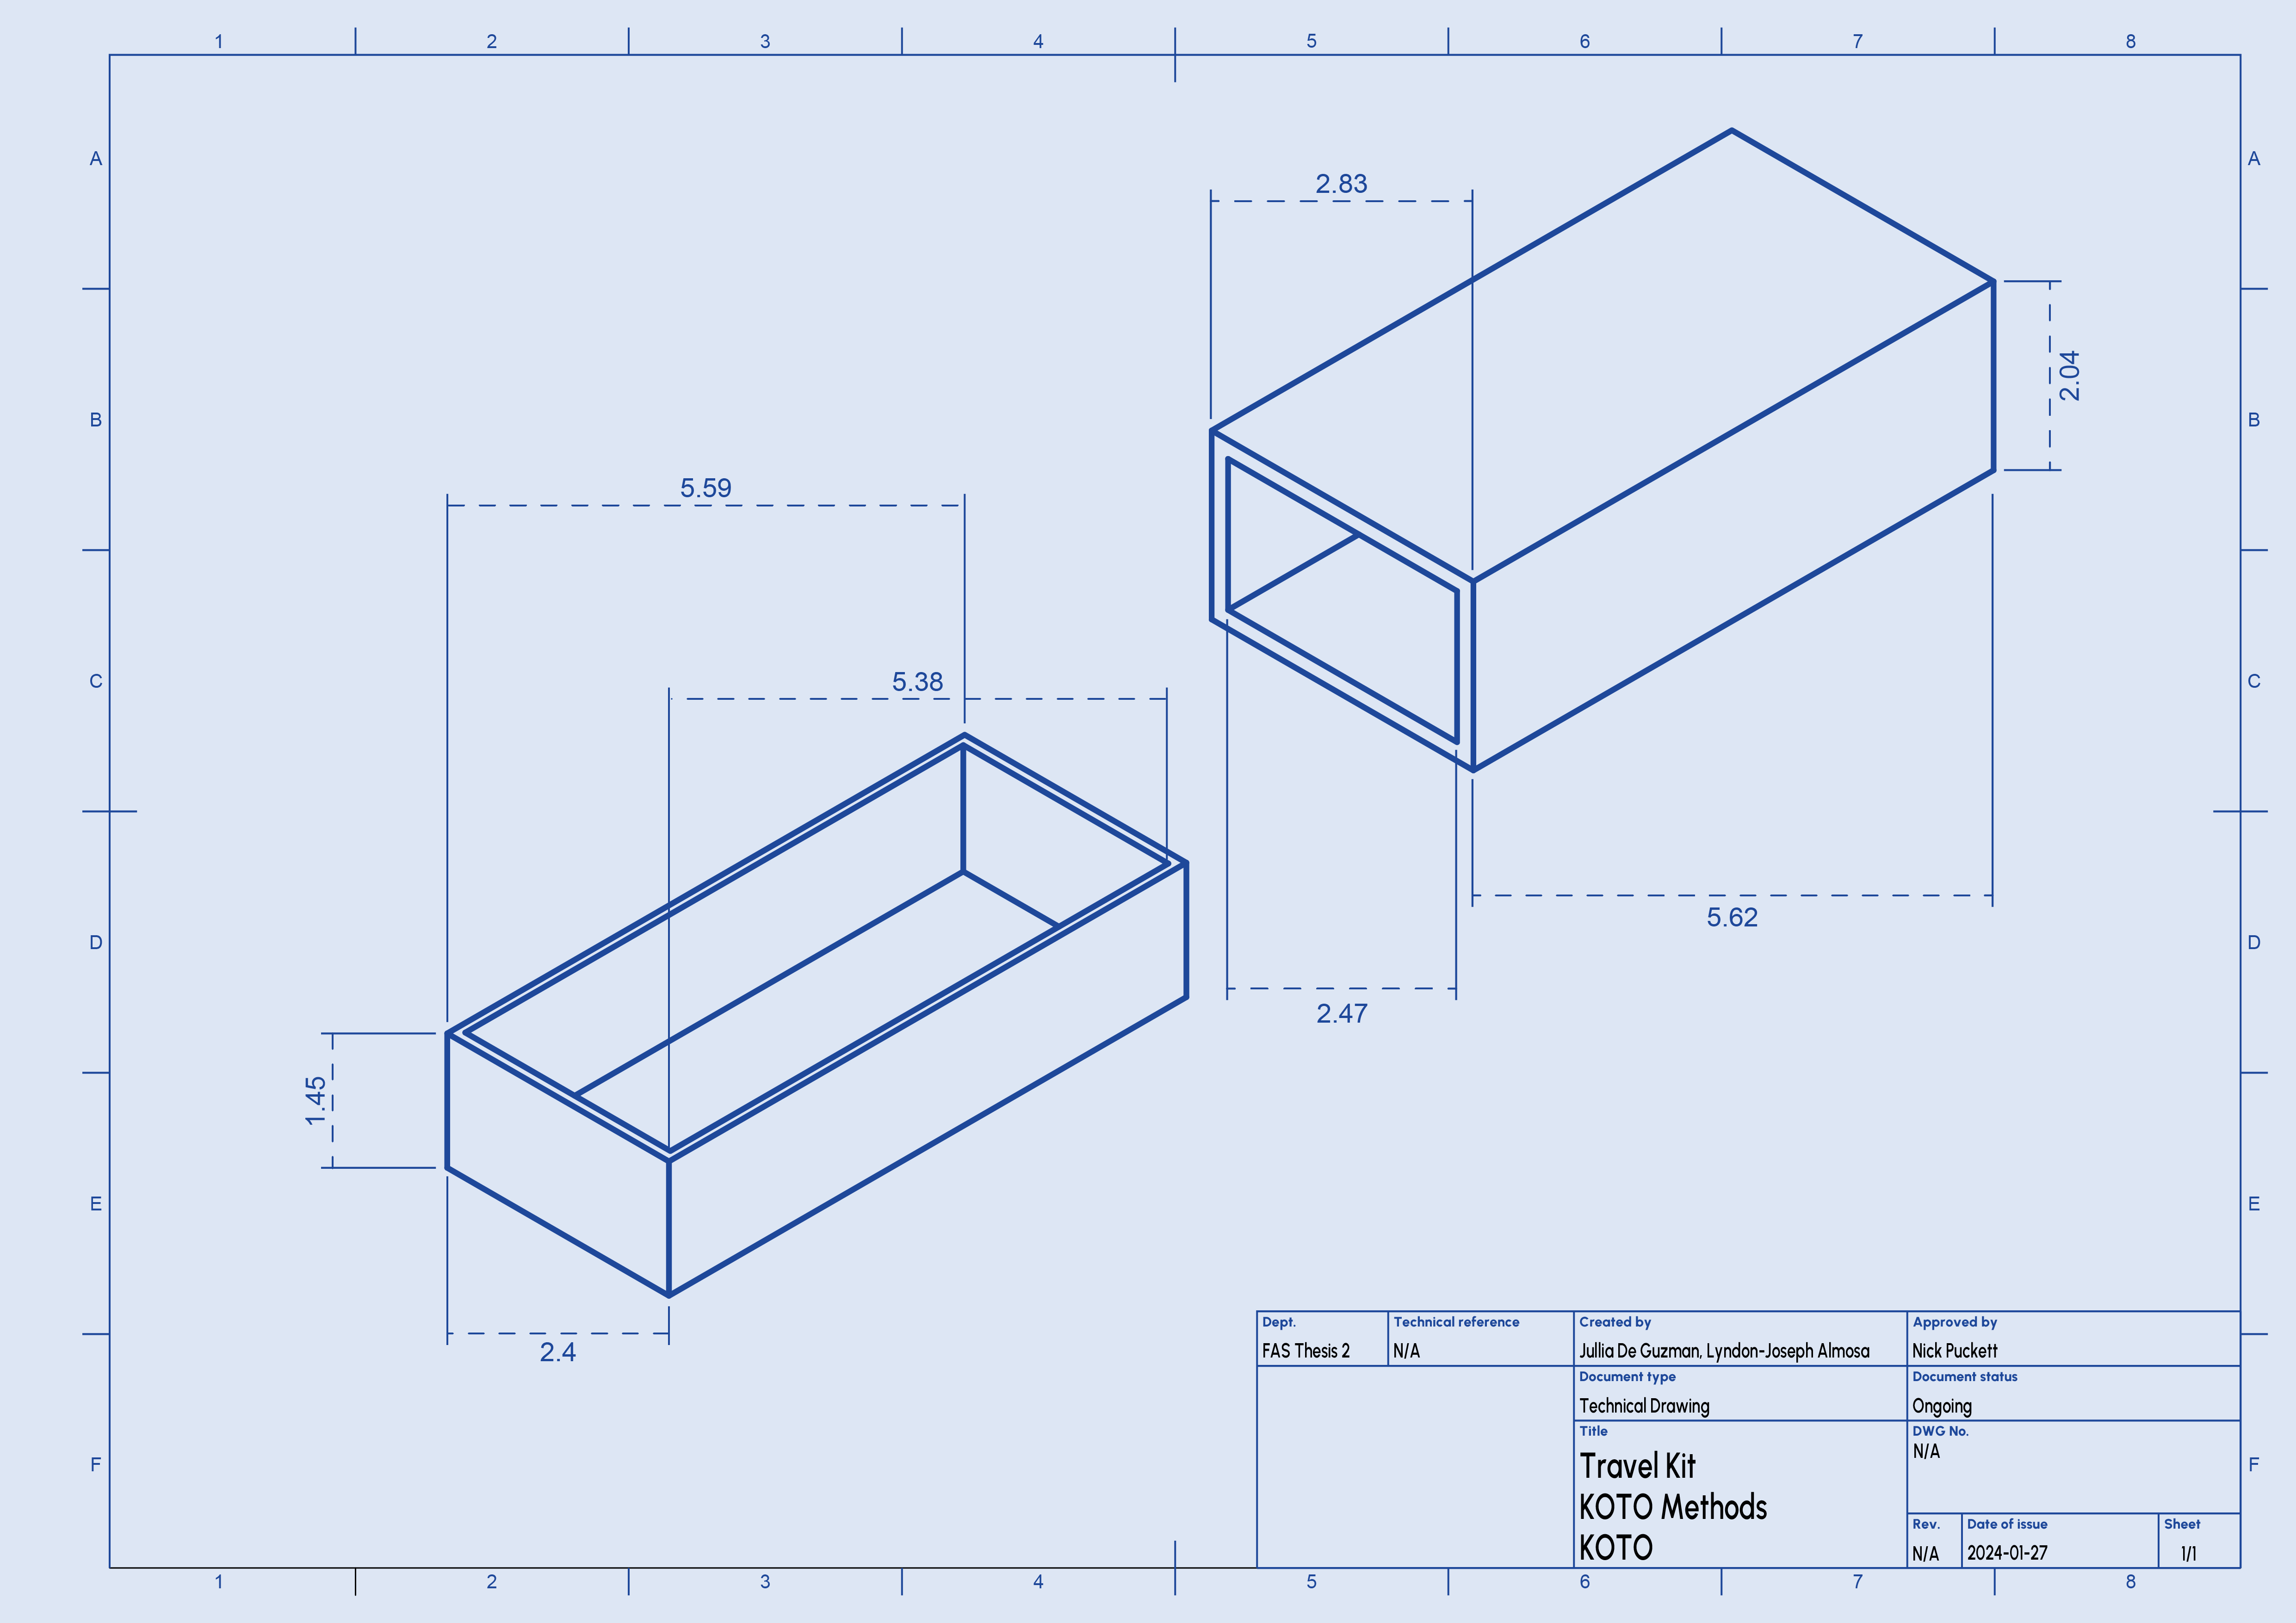 1 2 3 4 5 6 7 8
A A
2.83
2.04
B B
5.59
5.38
C C
5.62
D D
2.47
1.45
E E
2.4
Dept. Technical reference Created by Approved by
FAS Thesis 2 N/A Jullia De Guzman, Lyndon-Joseph Almosa Nick Puckett
Document type Document status
Technical Drawing Ongoing
Title DWG No.
N/A
Travel Kit
KOTO Methods
KOTO
F F
Rev. Date of issue Sheet
N/A 2024-01-27 1/1
1 2 3 4 5 6 7 8